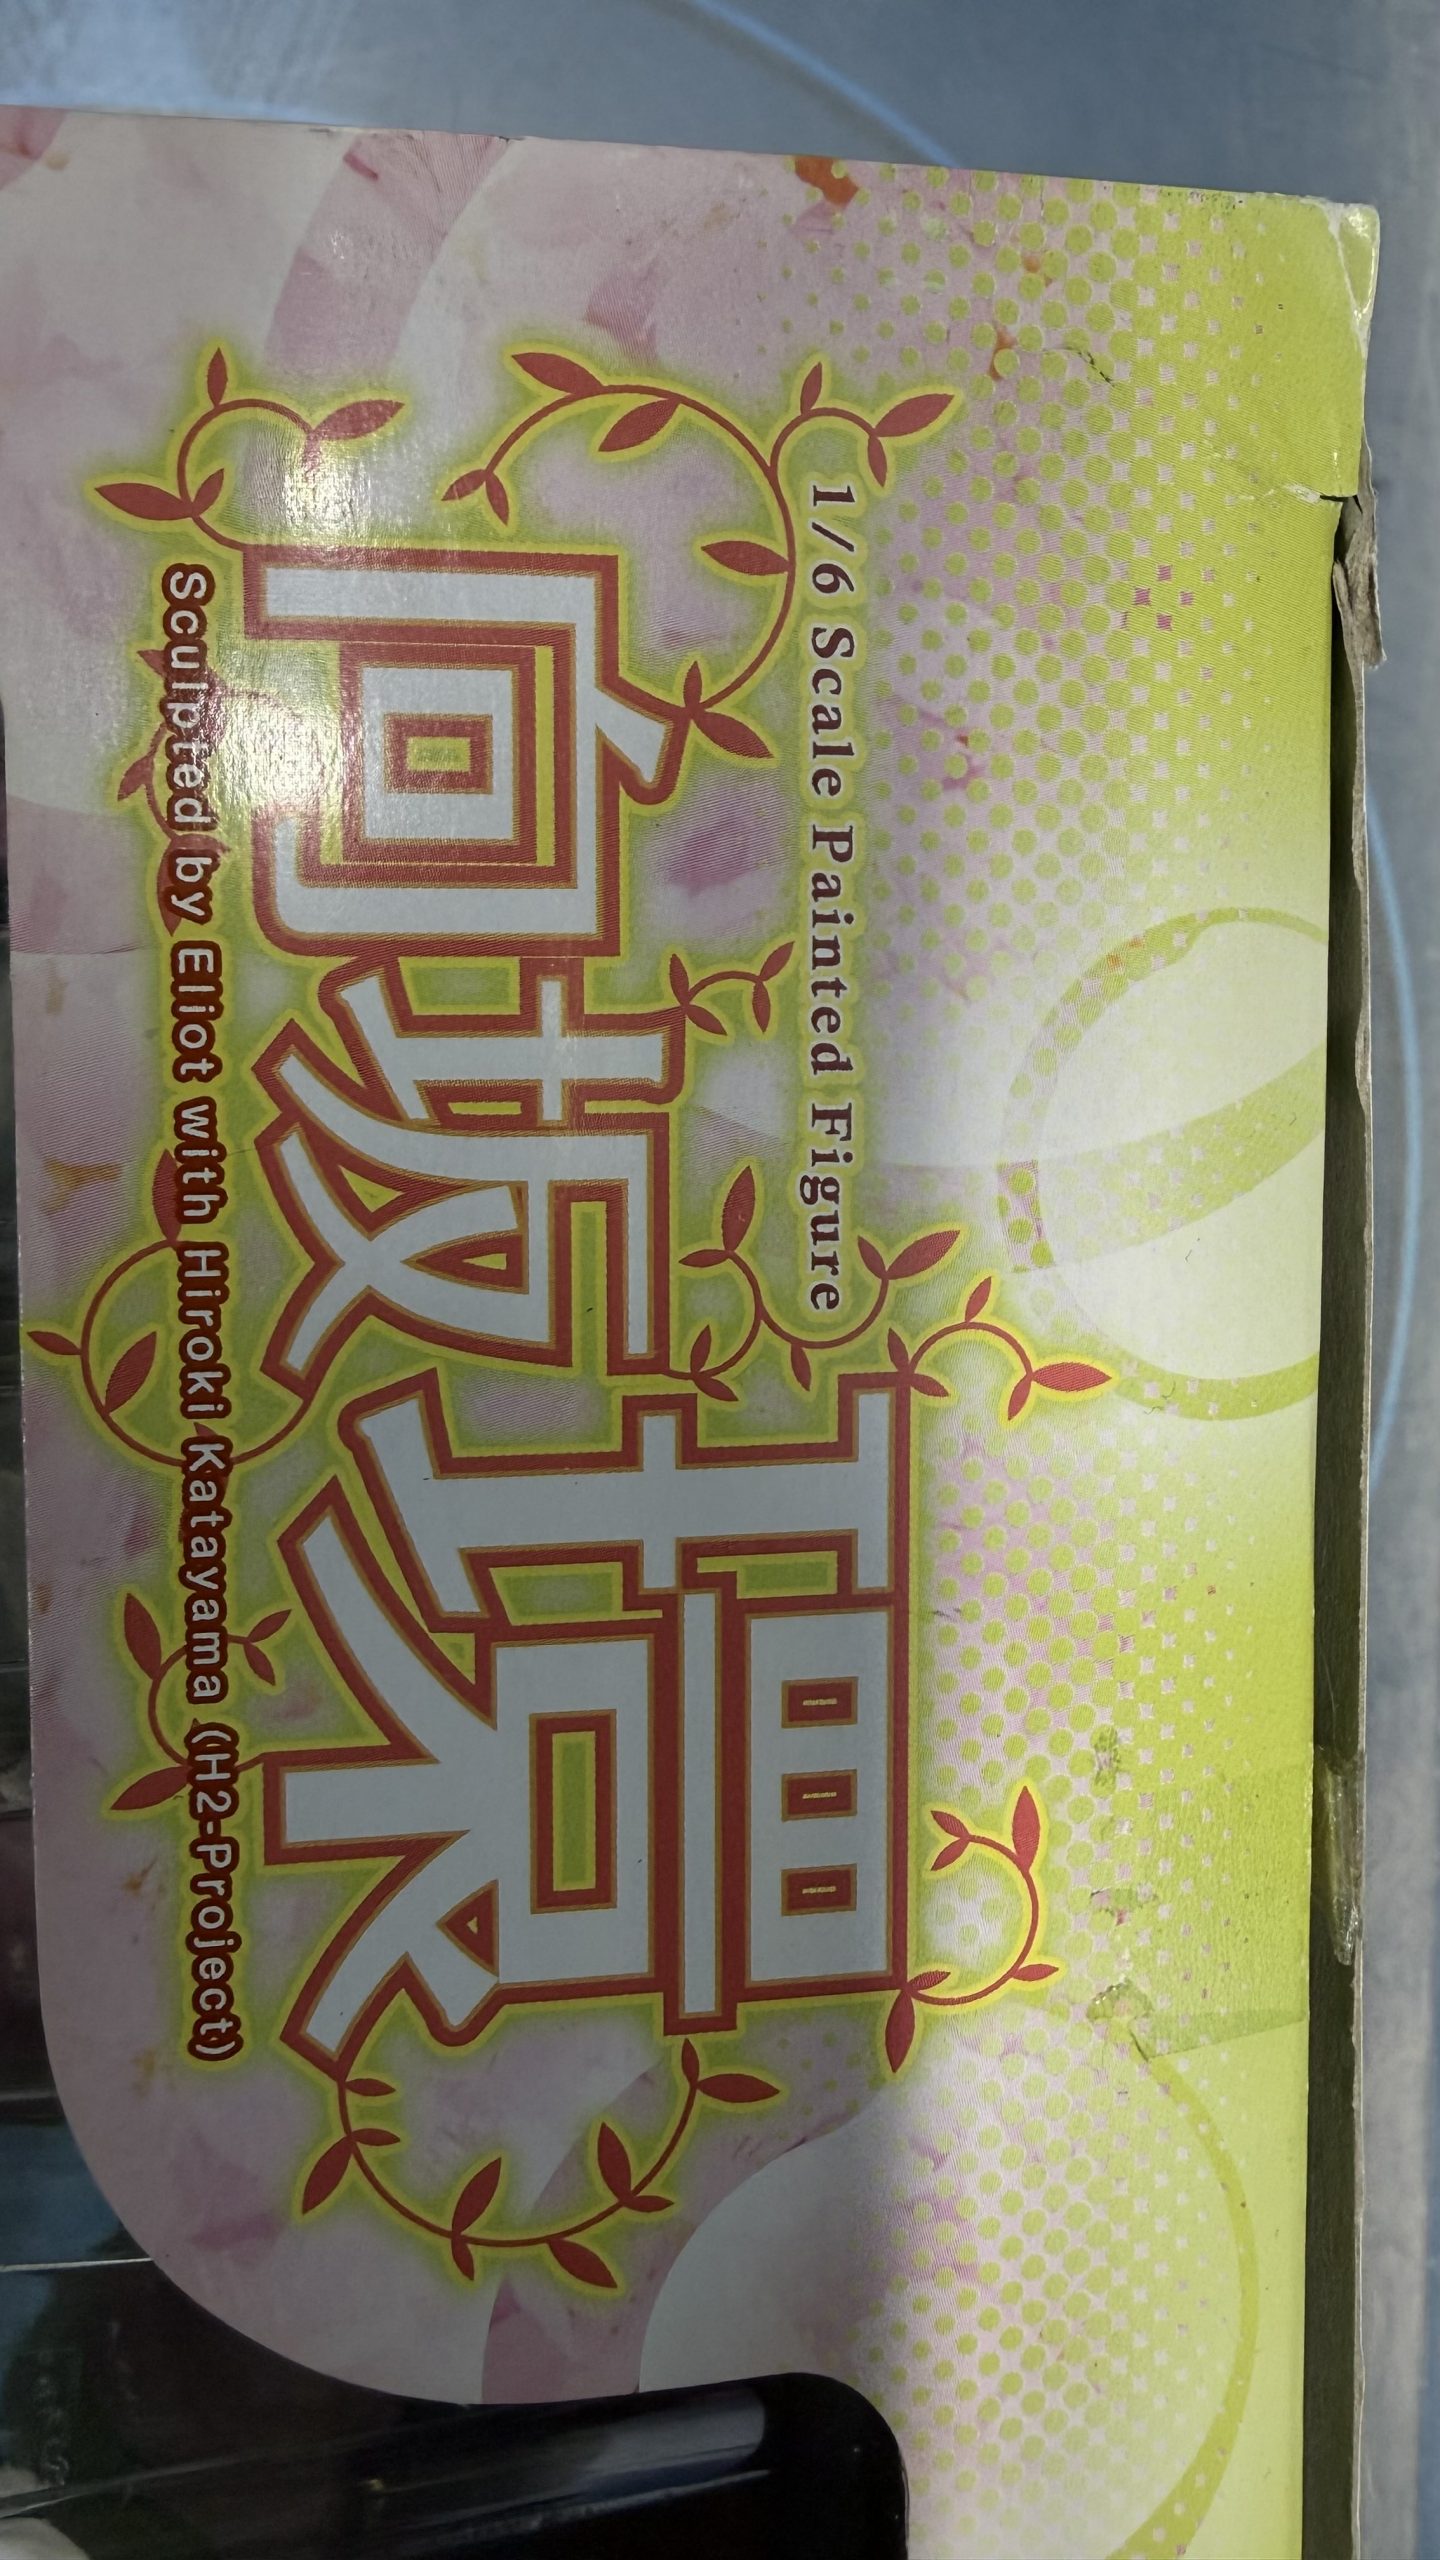 1/6 Scale Painted Figure
向坂環
Sculpted by Eliot with Hiroki Katayama (H2-Project)